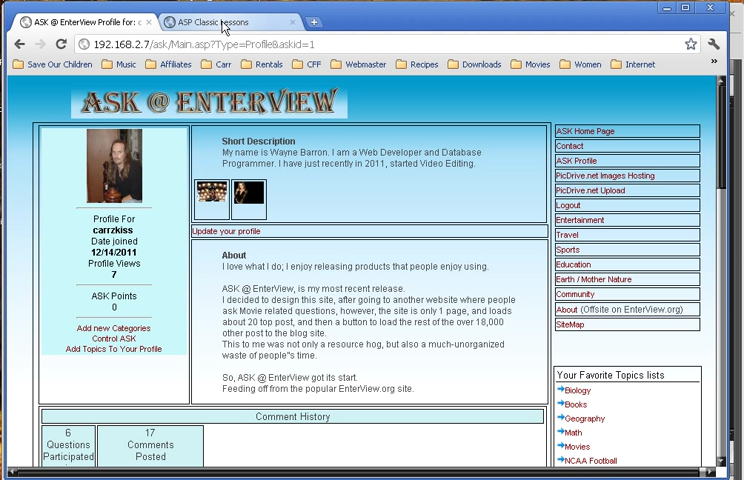 ASK @ EnterView Profile for: c
ASP Classic Lessons
192.168.2.7/ask/Main.asp?Type=Profile&askid=1
Save Our Children Music Affiliates Carr Rentals CFF Webmaster Recipes Downloads Movies Women Internet »
ASK @ ENTERVIEW
Profile For
carrzkiss
Date joined
12/14/2011
Profile Views
7
ASK Points
0
Add new Categories
Control ASK
Add Topics To Your Profile
Short Description
My name is Wayne Barron. I am a Web Developer and Database
Programmer. I have just recently in 2011, started Video Editing.
Update your profile
About
I love what I do; I enjoy releasing products that people enjoy using.
ASK @ EnterView, is my most recent release.
I decided to design this site, after going to another website where people
ask Movie related questions, however, the site is only 1 page, and loads
about 20 top post, and then a button to load the rest of the over 18,000
other post to the blog site.
This to me was not only a resource hog, but also a much-unorganized
waste of people"s time.
So, ASK @ EnterView got its start.
Feeding off from the popular EnterView.org site.
Comment History
6
Questions
Participated
17
Comments
Posted
ASK Home Page
Contact
ASK Profile
PicDrive.net Images Hosting
PicDrive.net Upload
Logout
Entertainment
Travel
Sports
Education
Earth / Mother Nature
Community
About (Offsite on EnterView.org)
SiteMap
Your Favorite Topics lists
Biology
Books
Geography
Math
Movies
NCAA Football